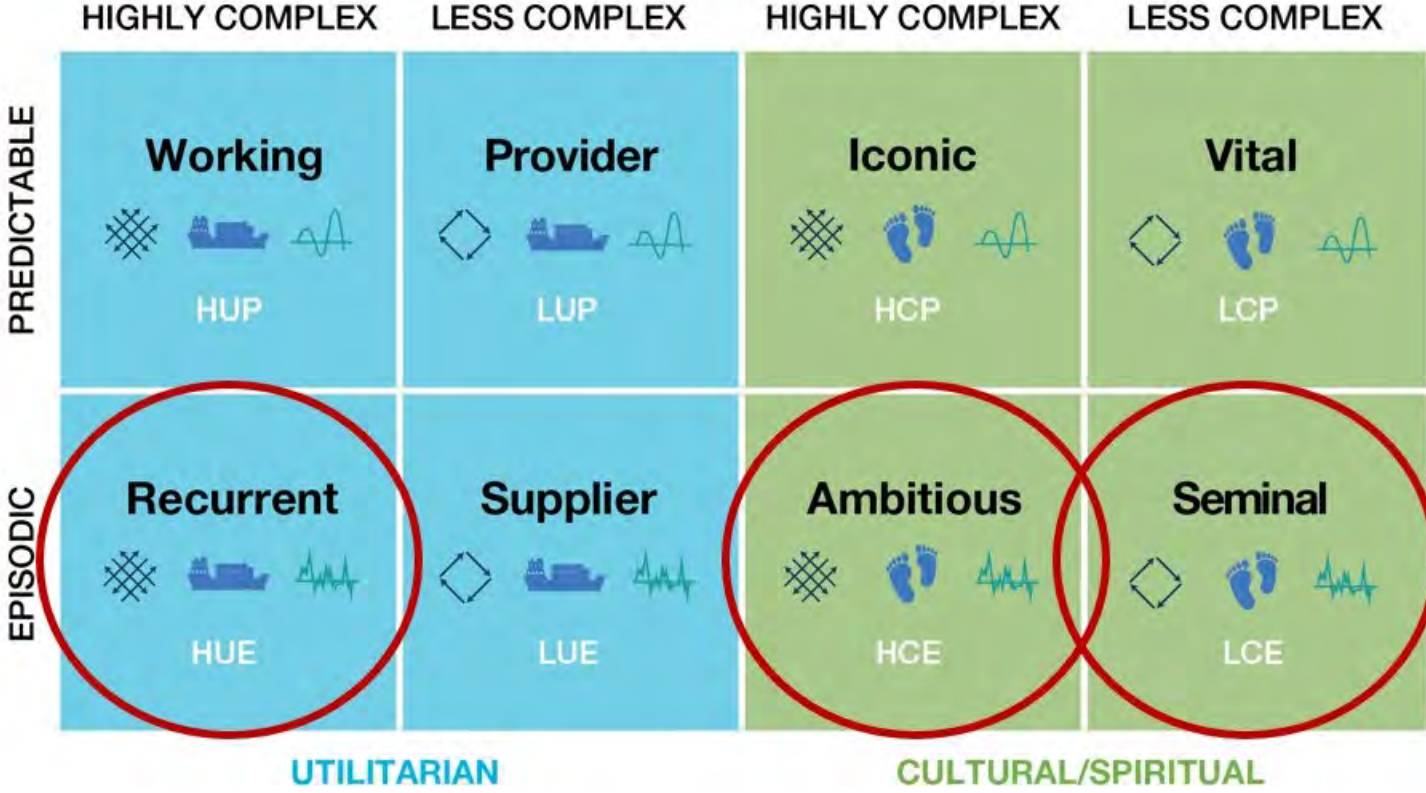 HIGHLY COMPLEX LESS COMPLEX HIGHLY COMPLEX LESS COMPLEX
PREDICTABLE
Working Provider Iconic Vital
HUP LUP HCP LCP
EPISODIC
Recurrent Supplier Ambitious Seminal
HUE LUE HCE LCE
UTILITARIAN CULTURAL/SPIRITUAL